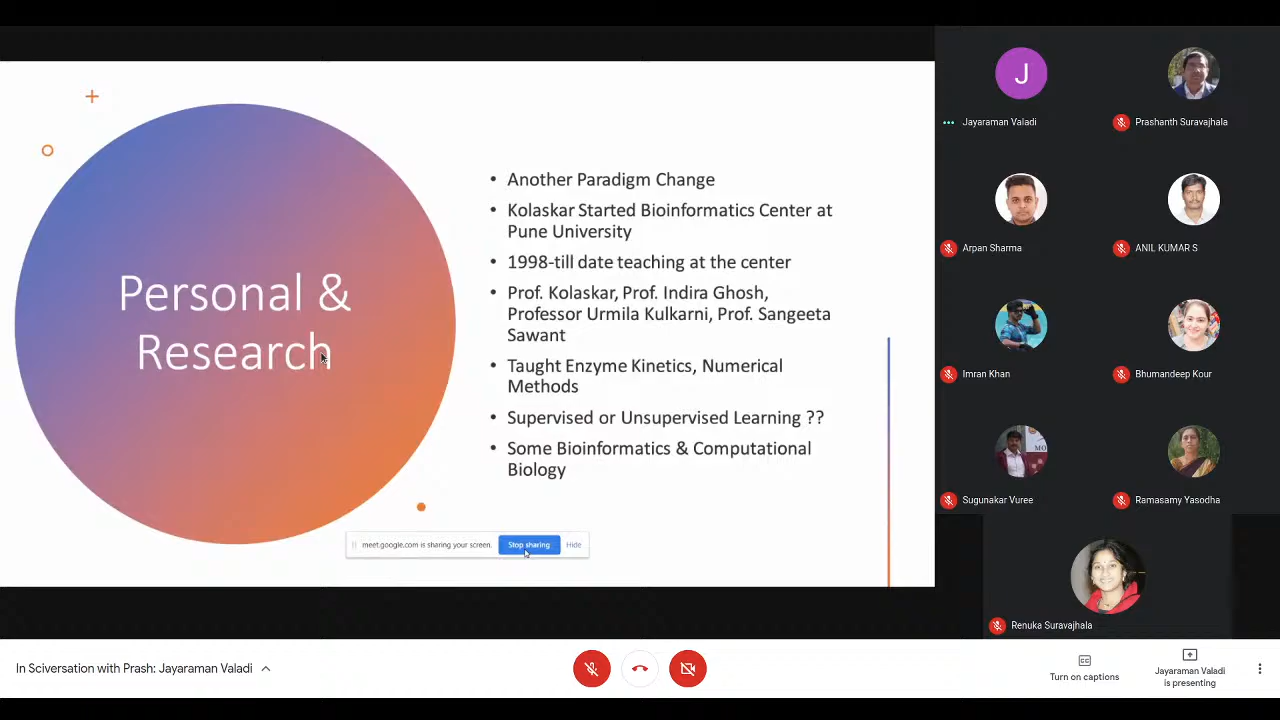 Personal &
Research
• Another Paradigm Change
• Kolaskar Started Bioinformatics Center at
Pune University
• 1998-till date teaching at the center
• Prof. Kolaskar, Prof. Indira Ghosh,
Professor Urmila Kulkarni, Prof. Sangeeta
Sawant
• Taught Enzyme Kinetics, Numerical
Methods
• Supervised or Unsupervised Learning ??
• Some Bioinformatics & Computational
Biology
meet.google.com is sharing your screen. Stop sharing Hide
J
Jayaraman Valadi
Prashanth Suravajhala
Arpan Sharma
ANIL KUMAR S
Imran Khan
Bhumandeep Kour
MO
Sugunakar Vuree
Ramasamy Yasodha
Renuka Suravajhala
In Sciversation with Prash: Jayaraman Valadi
CC
Turn on captions
Jayaraman Valadi
is presenting